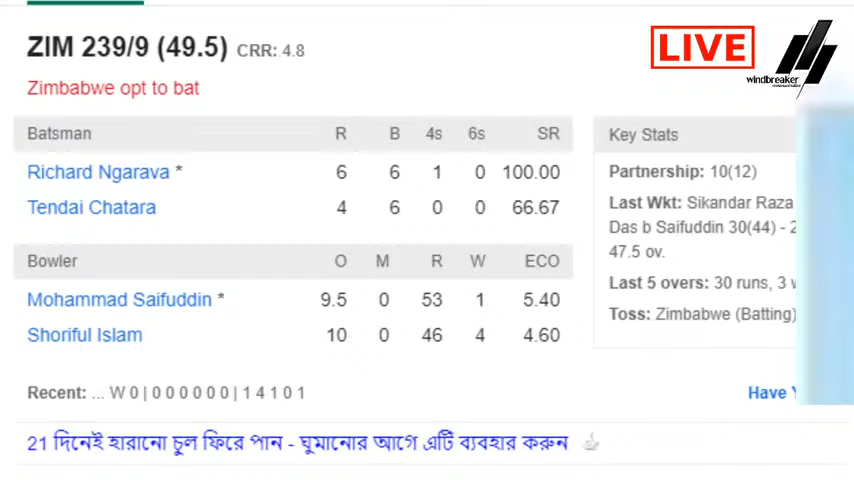 ZIM 239/9 (49.5) CRR: 4.8
LIVE
windbreaker
Zimbabwe opt to bat
Batsman R B 4s 6s SR
Richard Ngarava * 6 6 1 0 100.00
Tendai Chatara 4 6 0 0 66.67
Bowler O M R W ECO
Mohammad Saifuddin * 9.5 0 53 1 5.40
Shoriful Islam 10 0 46 4 4.60
Key Stats
Partnership: 10(12)
Last Wkt: Sikandar Raza
Das b Saifuddin 30(44) - 2
47.5 ov.
Last 5 overs: 30 runs, 3
Toss: Zimbabwe (Batting)
Recent: ... W 0 | 0 0 0 0 0 0 | 1 4 1 0 1
Have
21 দিনেই হারানো চুল ফিরে পান - ঘুমানোর আগে এটি ব্যবহার করুন